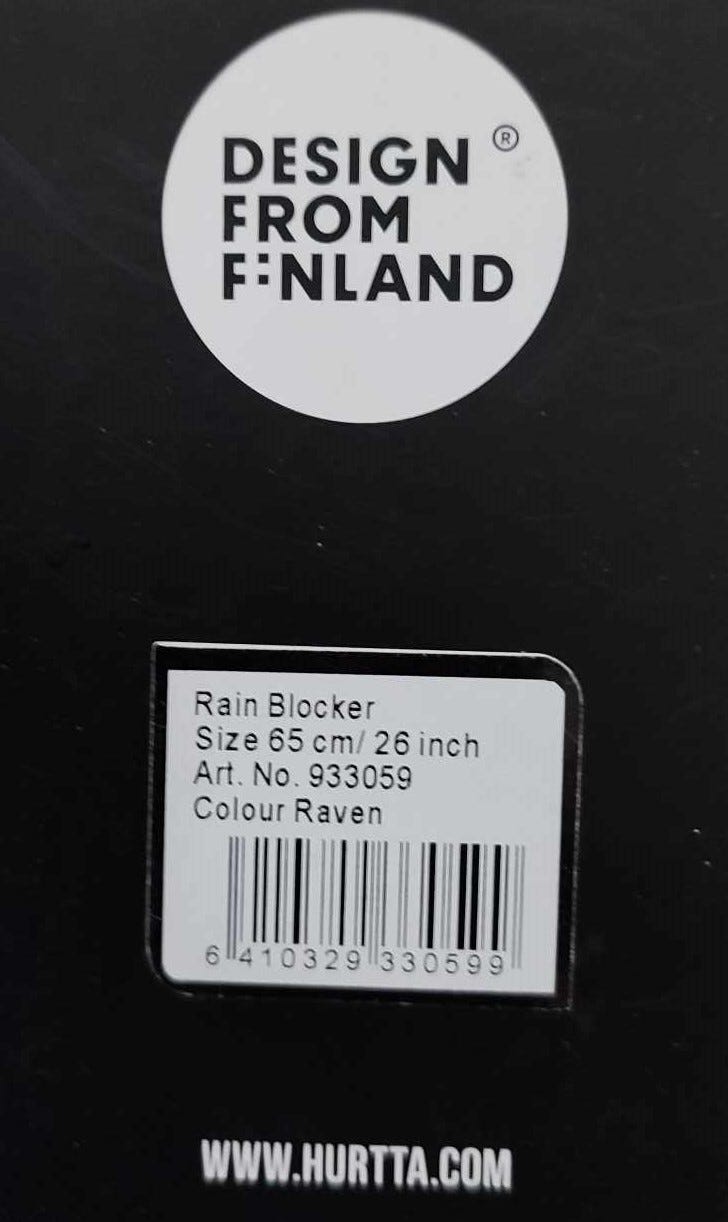 DESIGN ®
FROM
FINLAND
Rain Blocker
Size 65 cm/ 26 inch
Art. No. 933059
Colour Raven
6 410329 330599
WWW.HURTTA.COM